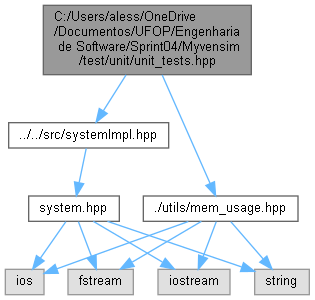 C:/Users/aless/OneDrive
/Documentos/UFOP/Engenharia
de Software/Sprint04/Myvensim
/test/unit/unit_tests.hpp
../../src/systemImpl.hpp
system.hpp
./utils/mem_usage.hpp
ios
fstream
iostream
string